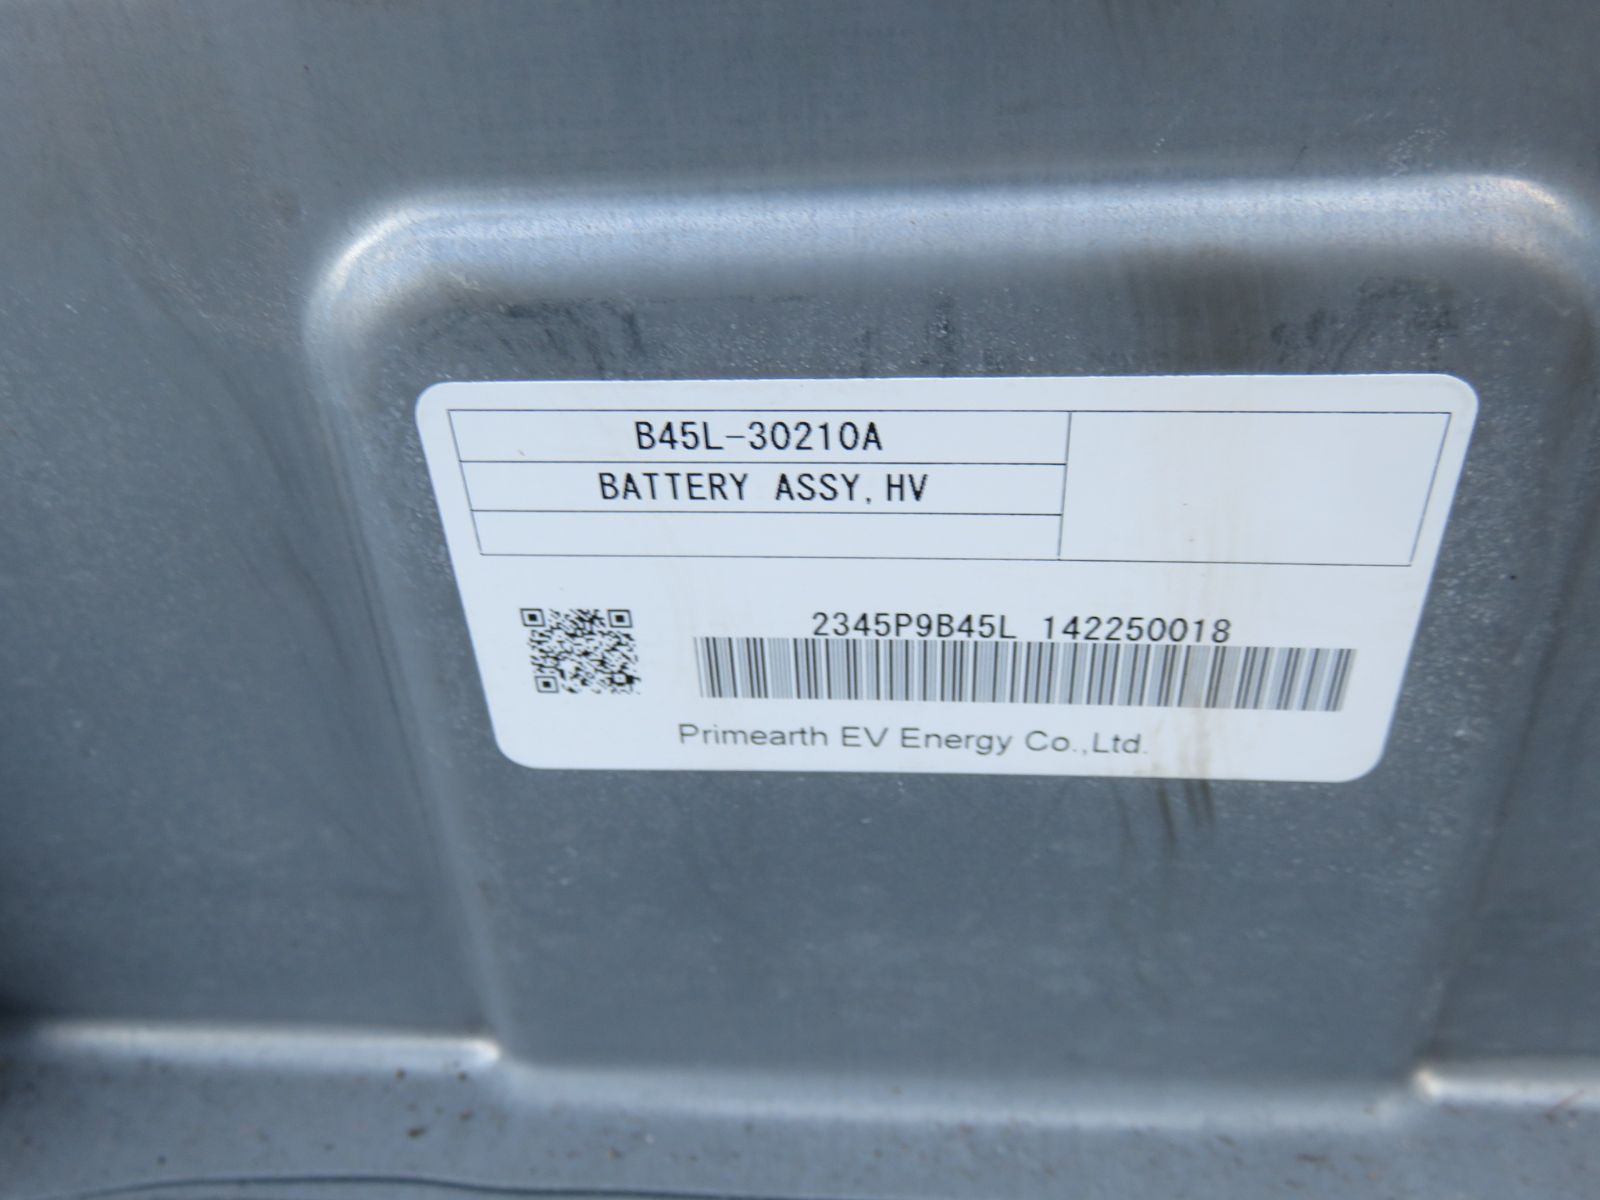 B45L-30210A
BATTERY ASSY, HV
2345P9B45L 142250018
Primearth EV Energy Co.,Ltd.